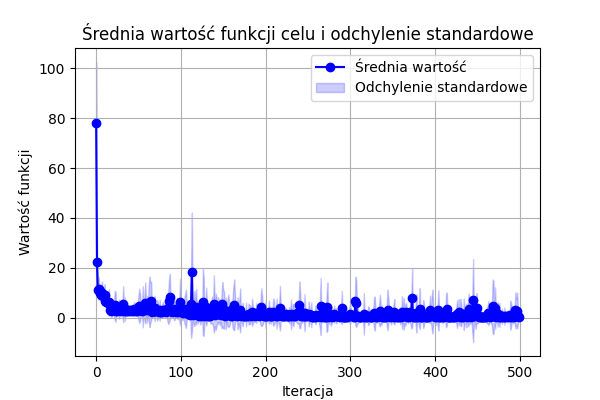 Średnia wartość funkcji celu i odchylenie standardowe
Średnia wartość
Odchylenie standardowe
Wartość funkcji
100
80
60
40
20
0
0 100 200 300 400 500
Iteracja